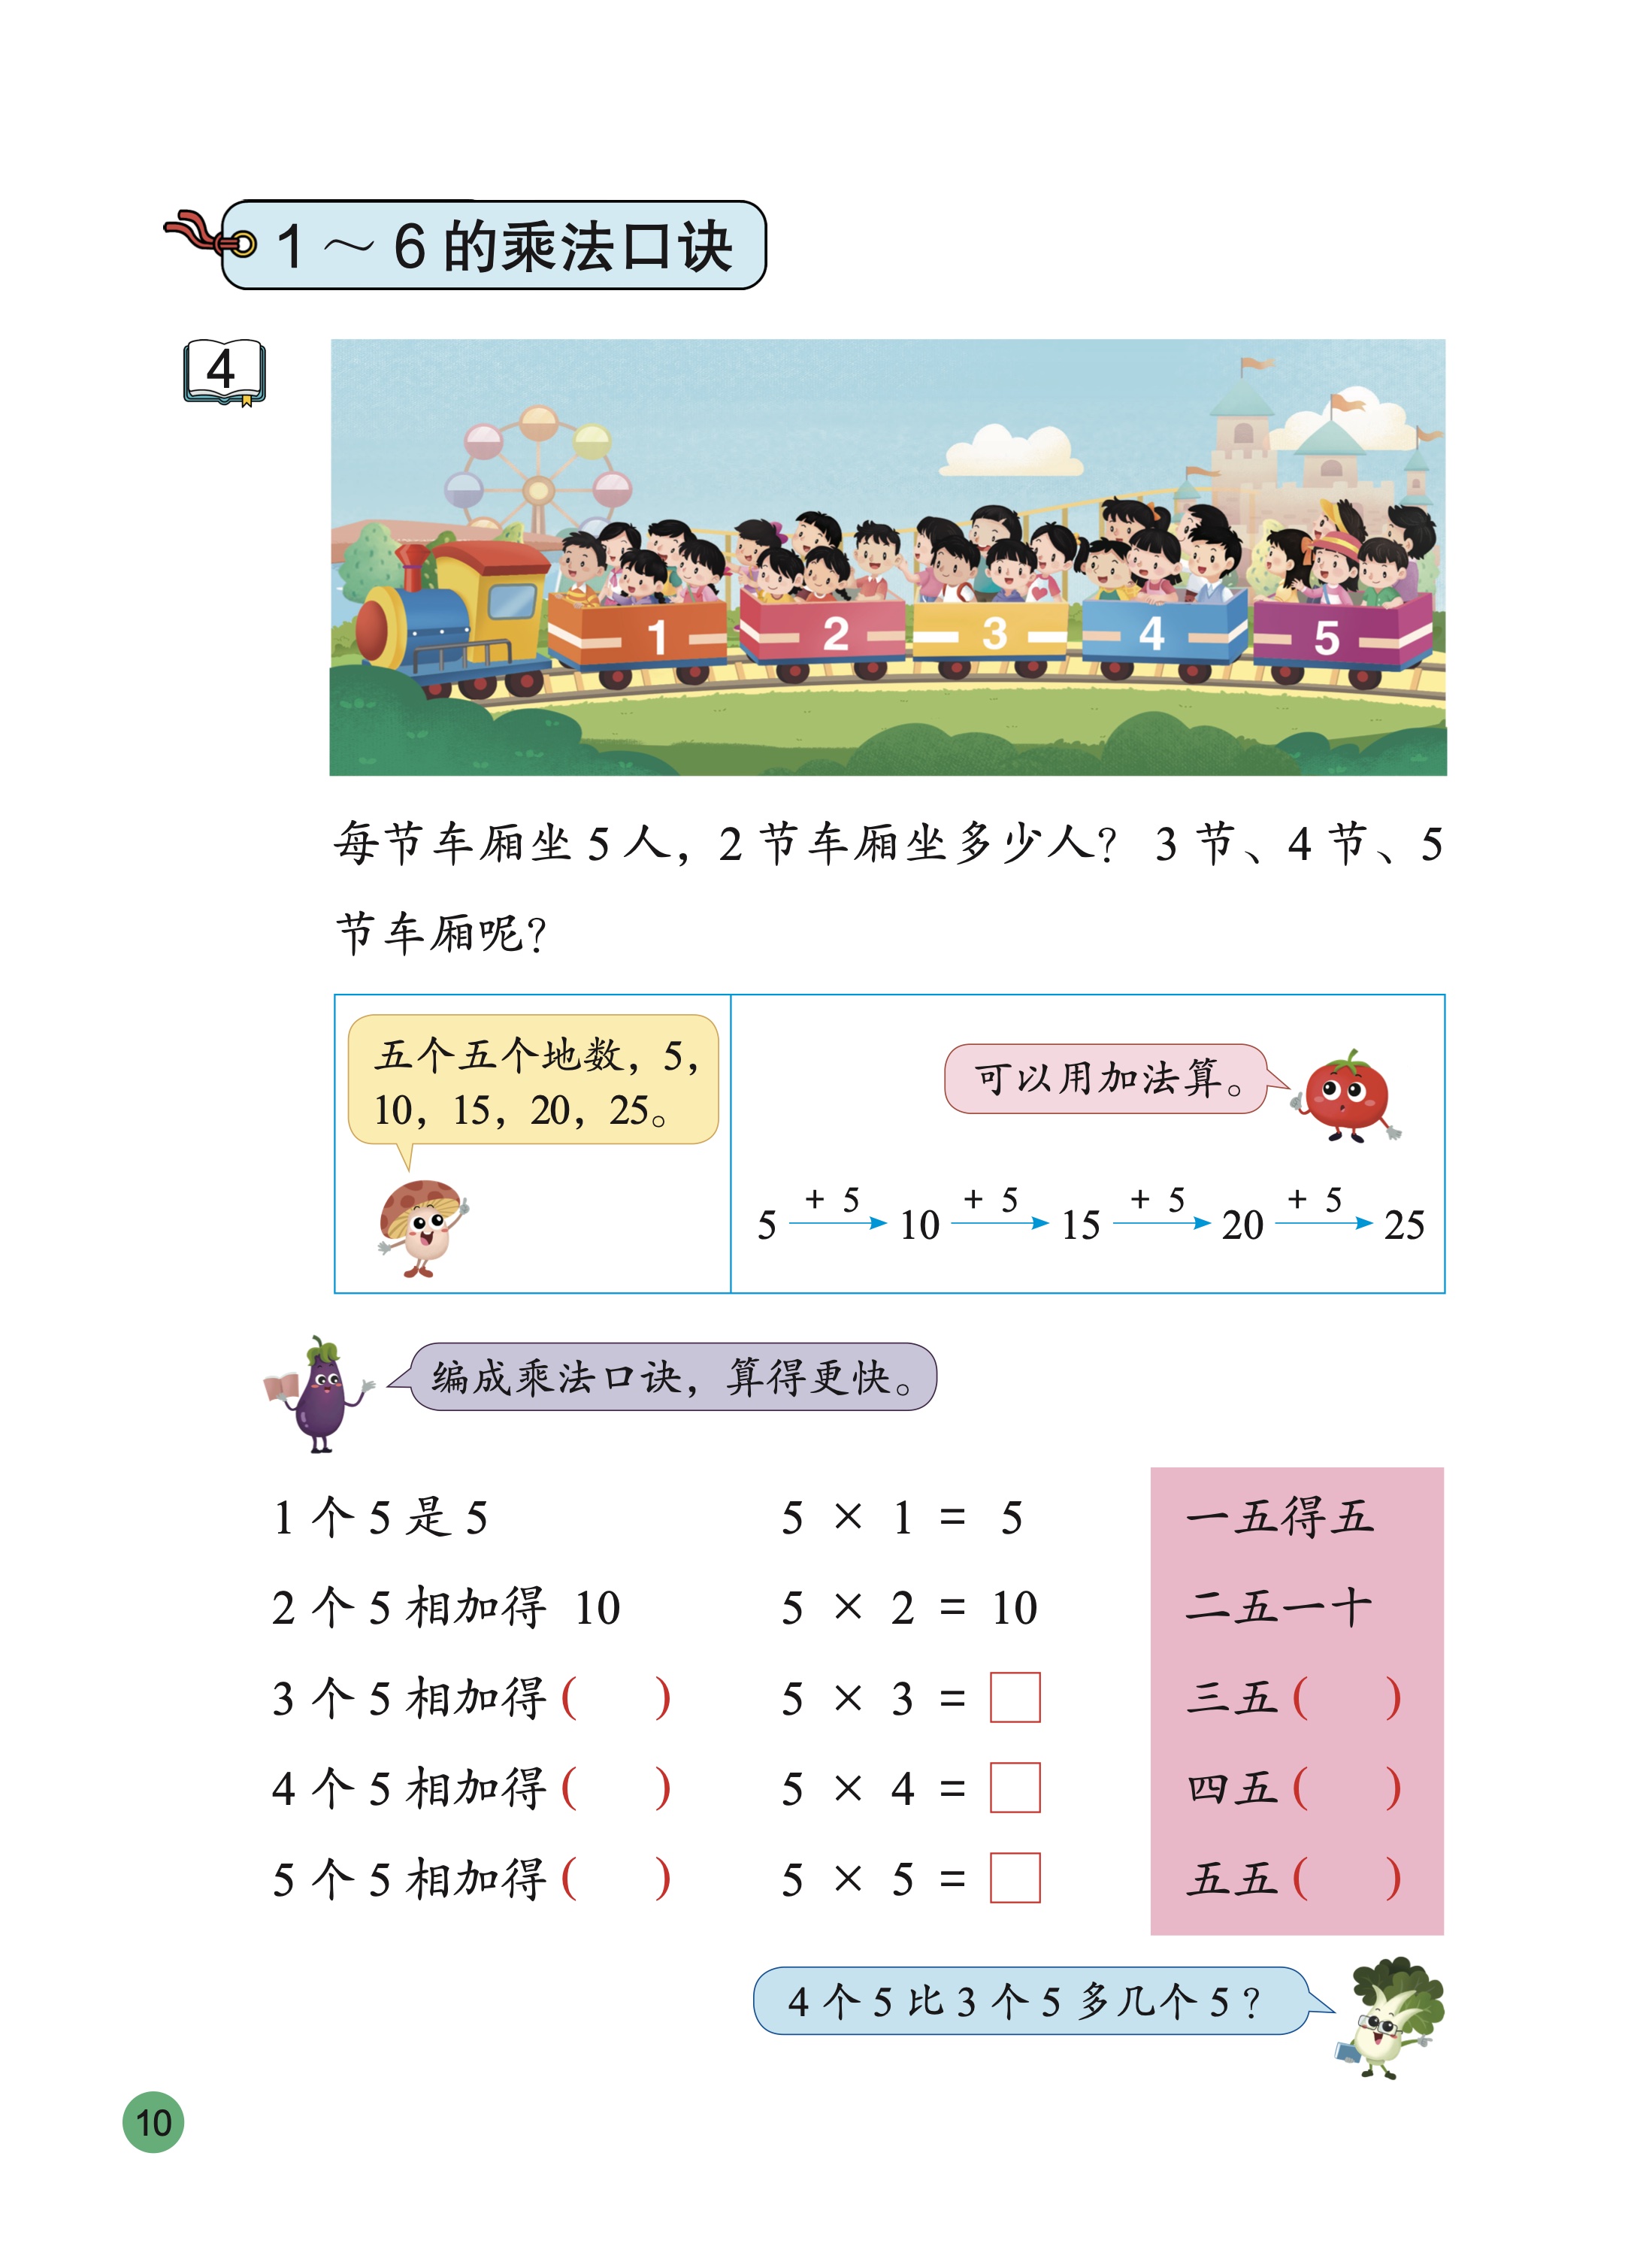 1～6的乘法口诀
4
1 2 3 4 5
每节车厢坐5人，2节车厢坐多少人？ 3节、4节、5
节车厢呢？
五个五个地数，5，
10，15，20，25。
可以用加法算。
+ 5 + 5 + 5 + 5
5 10 15 20 25
编成乘法口诀，算得更快。
1个5是5 5 × 1 = 5 一五得五
2个5相加得 10 5 × 2 = 10 二五一十
3个5相加得( ) 5 × 3 = □ 三五( )
4个5相加得( ) 5 × 4 = □ 四五( )
5个5相加得( ) 5 × 5 = □ 五五( )
4个5比3个5多几个5？
10